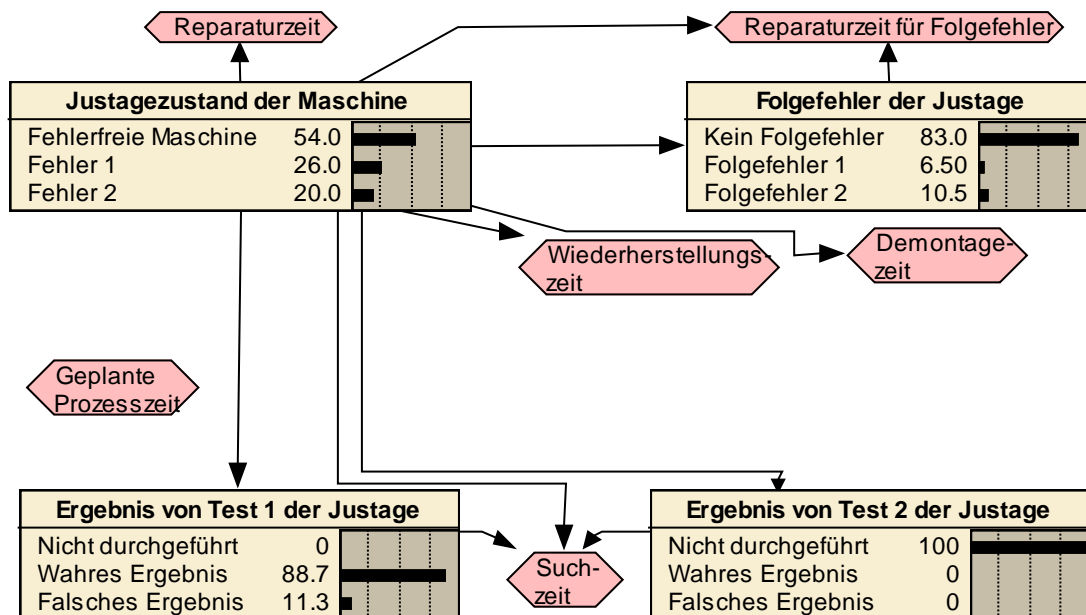 Reparaturzeit
Reparaturzeit für Folgefehler
Justagezustand der Maschine
Fehlerfreie Maschine 54.0
Fehler 1 26.0
Fehler 2 20.0
Folgefehler der Justage
Kein Folgefehler 83.0
Folgefehler 1 6.50
Folgefehler 2 10.5
Wiederherstellungs-
zeit
Demontage-
zeit
Geplante
Prozesszeit
Ergebnis von Test 1 der Justage
Nicht durchgeführt 0
Wahres Ergebnis 88.7
Falsches Ergebnis 11.3
Such-
zeit
Ergebnis von Test 2 der Justage
Nicht durchgeführt 100
Wahres Ergebnis 0
Falsches Ergebnis 0